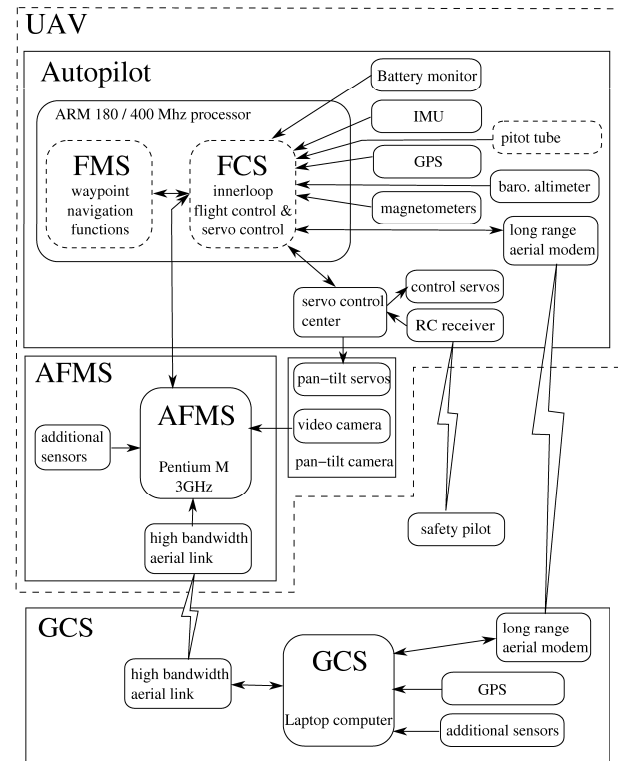 UAV
Autopilot
Battery monitor
ARM 180 / 400 Mhz processor
IMU
FMS
waypoint
navigation
functions
FCS
innerloop
flight control &
servo control
pitot tube
GPS
baro. altimeter
magnetometers
long range
aerial modem
servo control
center
control servos
RC receiver
AFMS
AFMS
Pentium M
3GHz
additional
sensors
pan-tilt servos
video camera
pan-tilt camera
high bandwidth
aerial link
safety pilot
GCS
high bandwidth
aerial link
GCS
Laptop computer
long range
aerial modem
GPS
additional sensors